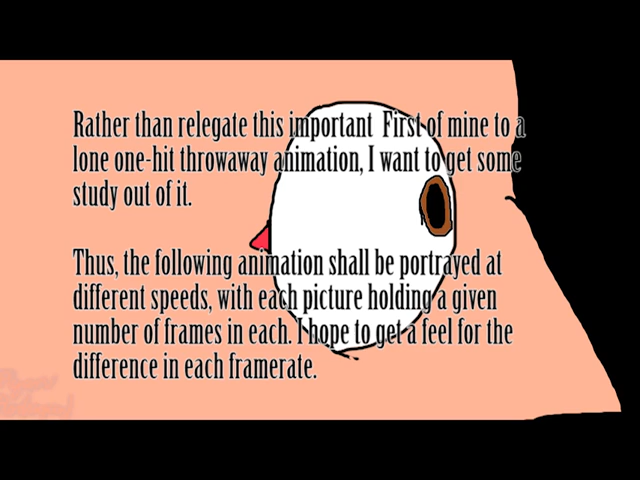 Rather than relegate this important First of mine to a
lone one-hit throwaway animation, I want to get some
study out of it.
Thus, the following animation shall be portrayed at
different speeds, with each picture holding a given
number of frames in each. I hope to get a feel for the
difference in each framerate.